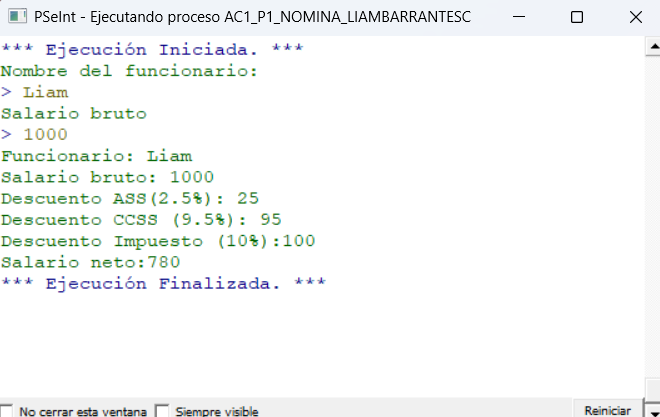 PSeInt - Ejecutando proceso AC1_P1_NOMINA_LIAMBARRANTESC
*** Ejecución Iniciada. ***
Nombre del funcionario:
> Liam
Salario bruto
> 1000
Funcionario: Liam
Salario bruto: 1000
Descuento ASS(2.5%): 25
Descuento CCSS (9.5%): 95
Descuento Impuesto (10%):100
Salario neto:780
*** Ejecución Finalizada. ***
No cerrar esta ventana Siempre visible Reiniciar